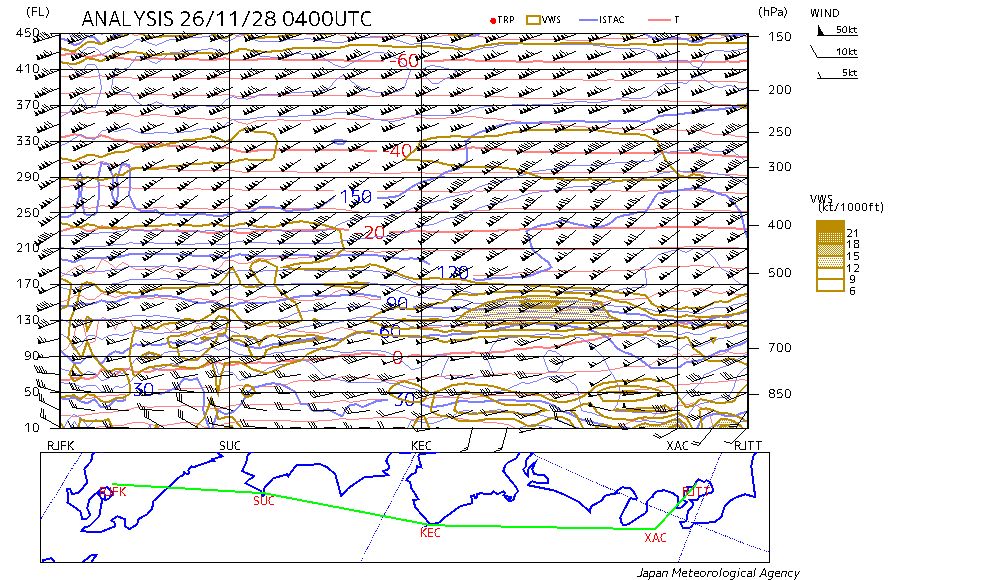 (FL) ANALYSIS 26/11/28 0400UTC TRP VWS ISTAC T (hPa) WIND
450 150 50kt
10kt
410 -60 5kt
370 200
330 -40 250
290 300
150 VWS
250 (kt/1000ft)
210 -20 400
21
18
15
12
9
6
170 120 500
130 90
60 700
90 0
50 30 30 850
10
RJFK SUC KEC XAC RJTT
RJFK SUC KEC XAC RJTT
Japan Meteorological Agency